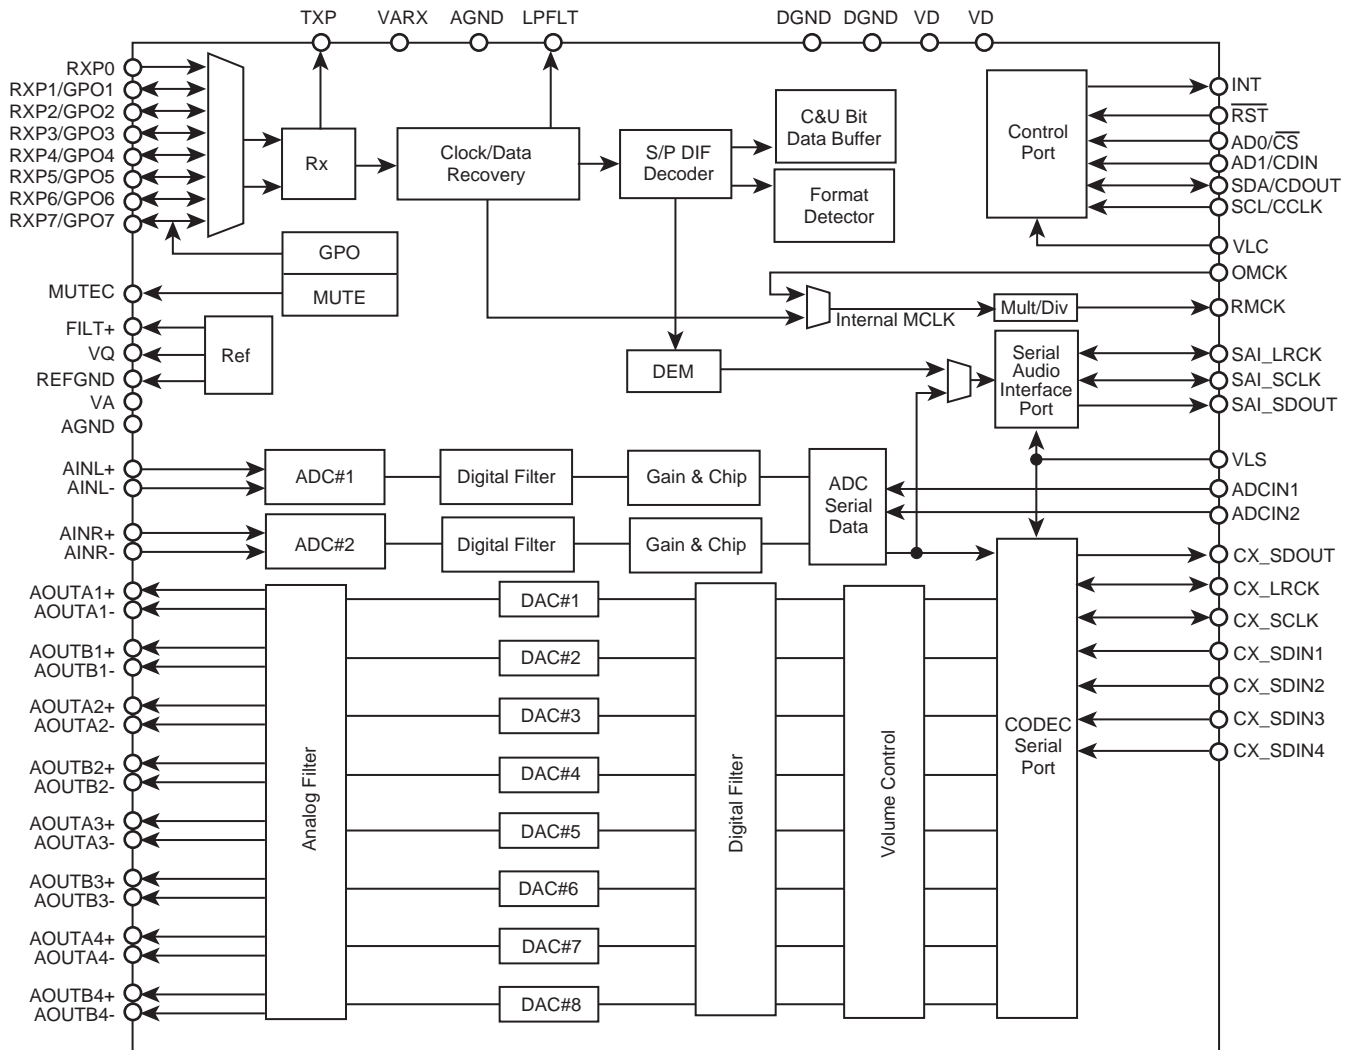 TXP VARX AGND LPFLT DGND DGND VD VD
RXP0
RXP1/GPO1
RXP2/GPO2
RXP3/GPO3
RXP4/GPO4
RXP5/GPO5
RXP6/GPO6
RXP7/GPO7
MUTEC
FILT+
VQ
REFGND
VA
AGND
AINL+
AINL-
AINR+
AINR-
AOUTA1+
AOUTA1-
AOUTB1+
AOUTB1-
AOUTA2+
AOUTA2-
AOUTB2+
AOUTB2-
AOUTA3+
AOUTA3-
AOUTB3+
AOUTB3-
AOUTA4+
AOUTA4-
AOUTB4+
AOUTB4-
Rx
Clock/Data
Recovery
S/P DIF
Decoder
C&U Bit
Data Buffer
Format
Detector
Control
Port
GPO
MUTE
Ref
Internal MCLK
Mult/Div
DEM
Serial
Audio
Interface
Port
ADC#1
Digital Filter
Gain & Chip
ADC
Serial
Data
ADC#2
Digital Filter
Gain & Chip
Analog Filter
DAC#1
DAC#2
DAC#3
DAC#4
DAC#5
DAC#6
DAC#7
DAC#8
Digital Filter
Volume Control
CODEC
Serial
Port
INT
RST
AD0/CS
AD1/CDIN
SDA/CDOUT
SCL/CCLK
VLC
OMCK
RMCK
SAI_LRCK
SAI_SCLK
SAI_SDOUT
VLS
ADCIN1
ADCIN2
CX_SDOUT
CX_LRCK
CX_SCLK
CX_SDIN1
CX_SDIN2
CX_SDIN3
CX_SDIN4